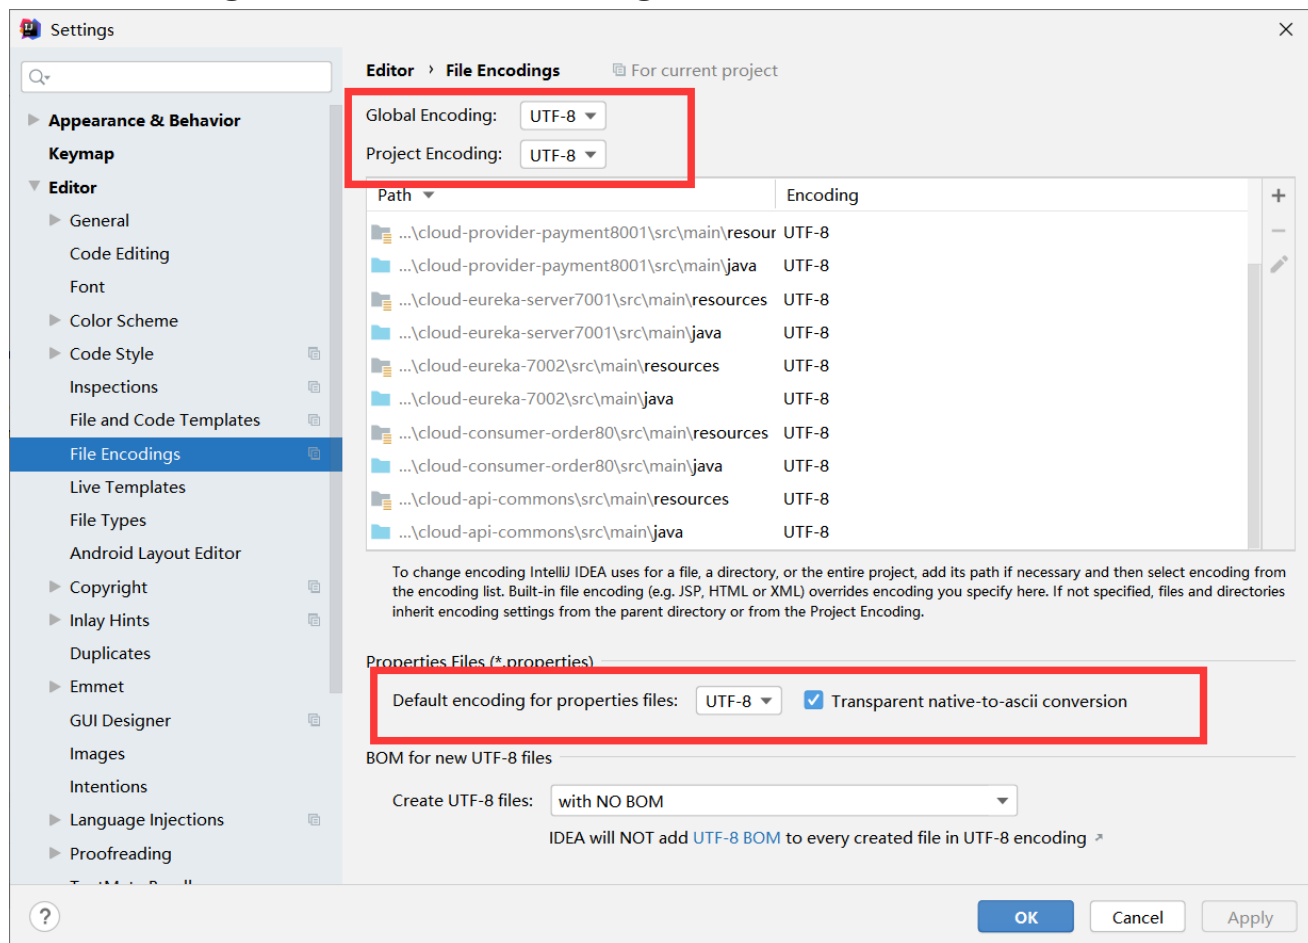 Settings
Editor › File Encodings For current project
Appearance & Behavior
Keymap
Editor
General
Code Editing
Font
Color Scheme
Code Style
Inspections
File and Code Templates
File Encodings
Live Templates
File Types
Android Layout Editor
Copyright
Inlay Hints
Duplicates
Emmet
GUI Designer
Images
Intentions
Language Injections
Proofreading
Global Encoding: UTF-8
Project Encoding: UTF-8
Path Encoding
...\cloud-provider-payment8001\src\main\resour UTF-8
...\cloud-provider-payment8001\src\main\java UTF-8
...\cloud-eureka-server7001\src\main\resources UTF-8
...\cloud-eureka-server7001\src\main\java UTF-8
...\cloud-eureka-7002\src\main\resources UTF-8
...\cloud-eureka-7002\src\main\java UTF-8
...\cloud-consumer-order80\src\main\resources UTF-8
...\cloud-consumer-order80\src\main\java UTF-8
...\cloud-api-commons\src\main\resources UTF-8
...\cloud-api-commons\src\main\java UTF-8
To change encoding IntelliJ IDEA uses for a file, a directory, or the entire project, add its path if necessary and then select encoding from
the encoding list. Built-in file encoding (e.g. JSP, HTML or XML) overrides encoding you specify here. If not specified, files and directories
inherit encoding settings from the parent directory or from the Project Encoding.
Properties Files (*.properties)
Default encoding for properties files: UTF-8 Transparent native-to-ascii conversion
BOM for new UTF-8 files
Create UTF-8 files: with NO BOM
IDEA will NOT add UTF-8 BOM to every created file in UTF-8 encoding ↗
?
OK Cancel Apply